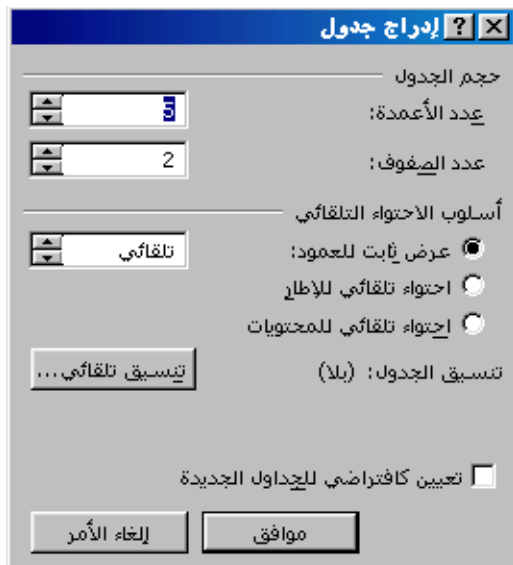 إدراج جدول
حجم الجدول
عدد الأعمدة: 5
عدد الصفوف: 2
أسلوب الاحتواء التلقائي
عرض ثابت للعمود: تلقائي
احتواء تلقائي للإطار
احتواء تلقائي للمحتويات
تنسيق الجدول: (بلا) تنسيق تلقائي...
تعيين كافتراضي للجداول الجديدة
موافق إلغاء الأمر